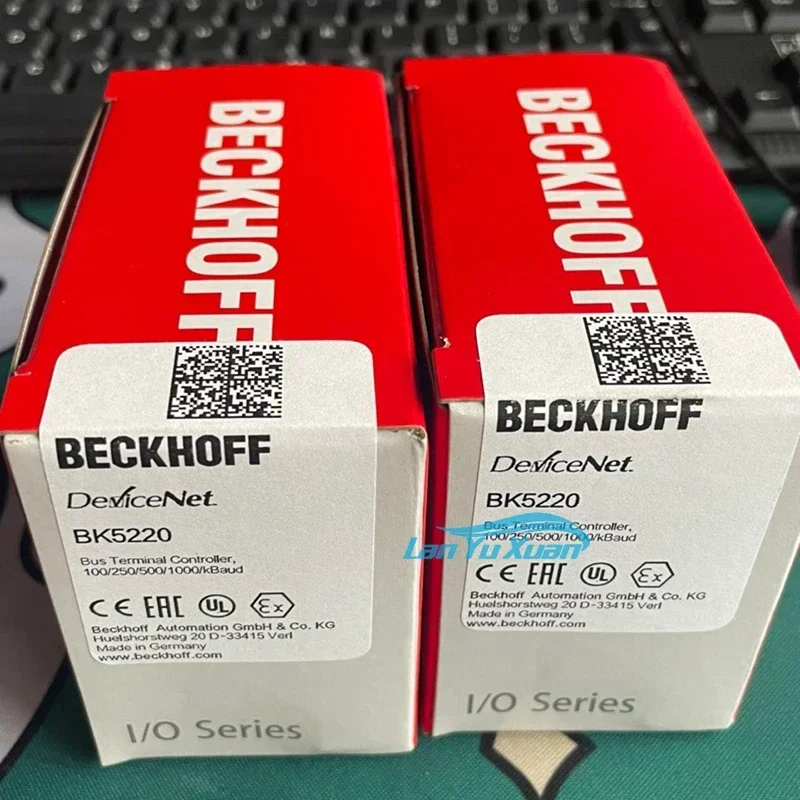 BECKHOFF
BECKHOFF
DeviceNet
BK5220
Bus Terminal Controller,
100/250/500/1000/kBaud
CE EAC UL Ex
Beckhoff Automation GmbH & Co. KG
Huelshorstweg 20 D-33415 Verl
Made in Germany
www.beckhoff.com
I/O Series
BECKHOFF
BECKHOFF
DeviceNet
BK5220
Bus Terminal Controller,
100/250/500/1000/kBaud
Lan Yu Xuan
CE EAC UL Ex
Beckhoff Automation GmbH & Co. KG
Huelshorstweg 20 D-33415 Verl
Made in Germany
www.beckhoff.com
I/O Series